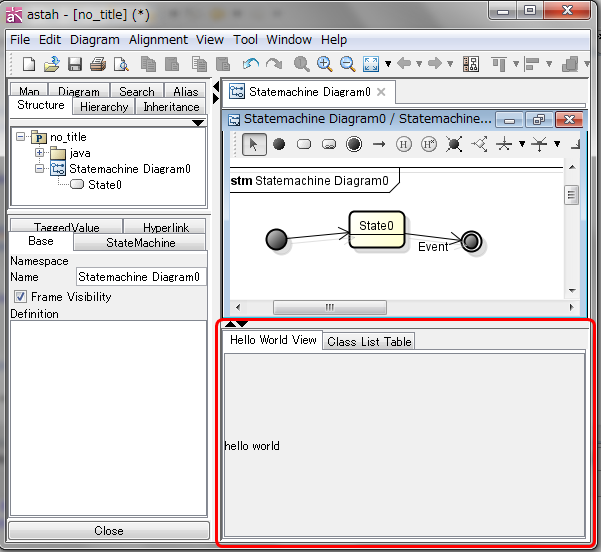 astah - [no_title] (*)
File Edit Diagram Alignment View Tool Window Help
Map Diagram Search Alias
Structure Hierarchy Inheritance
no_title
java
Statemachine Diagram0
State0
TaggedValue Hyperlink
Base StateMachine
Namespace
Name Statemachine Diagram0
Frame Visibility
Definition
Close
Statemachine Diagram0
Statemachine Diagram0 / Statemachine...
H H*
stm Statemachine Diagram0
State0
Event
Hello World View Class List Table
hello world